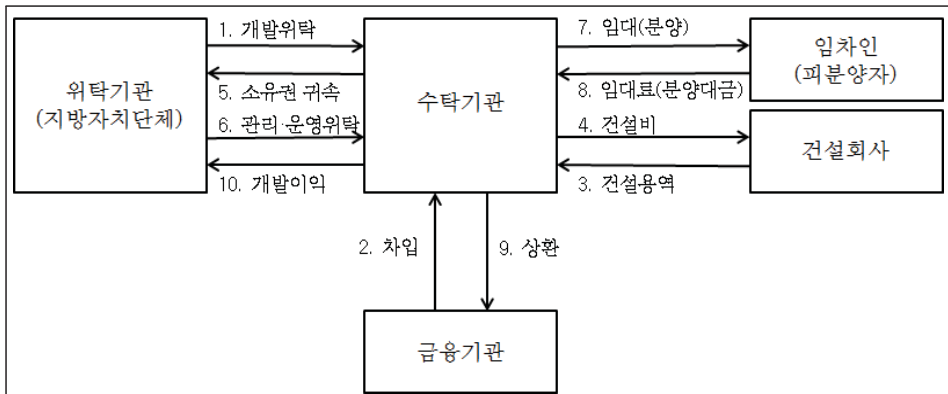 1. 개발위탁
7. 임대(분양)
위탁기관
(지방자치단체)
수탁기관
임차인
(피분양자)
5. 소유권 귀속
8. 임대료(분양대금)
6. 관리·운영위탁
4. 건설비
건설회사
10. 개발이익
3. 건설용역
2. 차입
9. 상환
금융기관